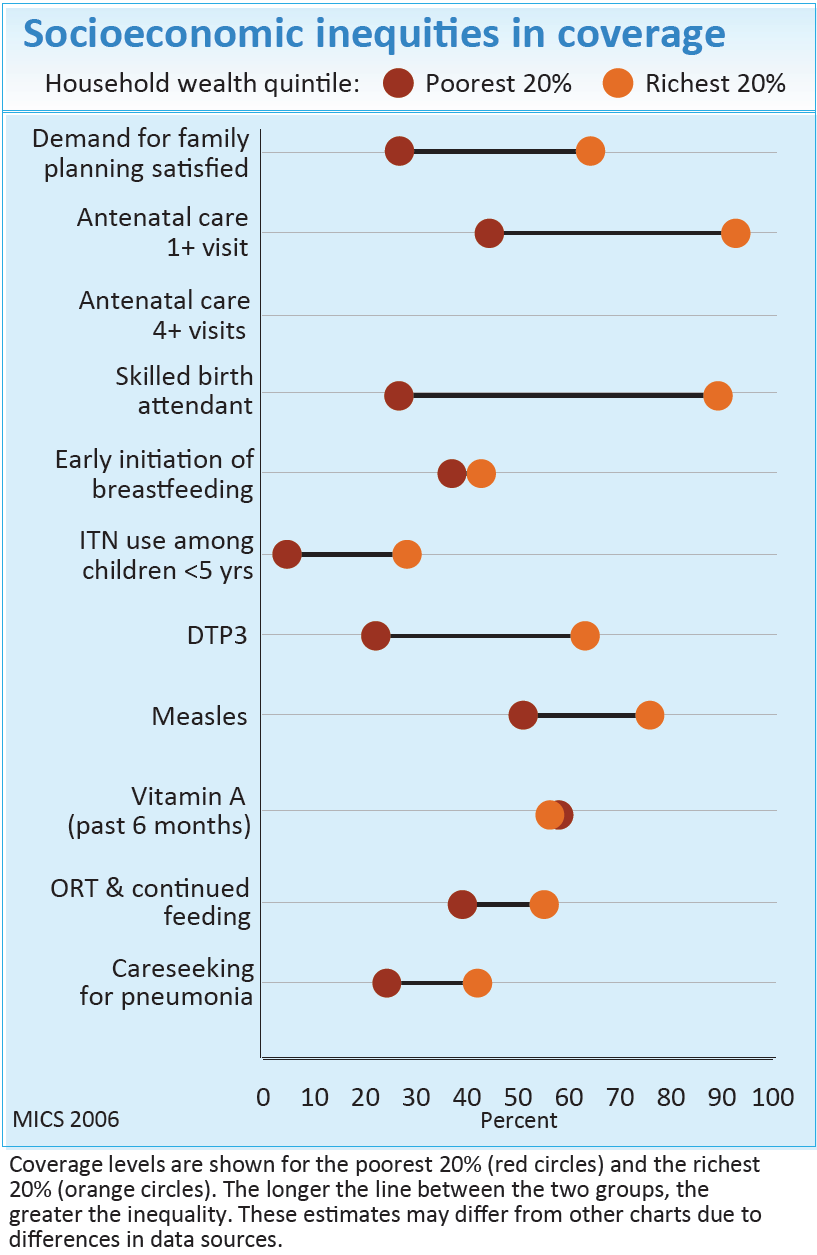 Socioeconomic inequities in coverage
Household wealth quintile: Poorest 20% Richest 20%
Demand for family
planning satisfied
Antenatal care
1+ visit
Antenatal care
4+ visits
Skilled birth
attendant
Early initiation of
breastfeeding
ITN use among
children <5 yrs
DTP3
Measles
Vitamin A
(past 6 months)
ORT & continued
feeding
Careseeking
for pneumonia
0 10 20 30 40 50 60 70 80 90 100
Percent
MICS 2006
Coverage levels are shown for the poorest 20% (red circles) and the richest
20% (orange circles). The longer the line between the two groups, the
greater the inequality. These estimates may differ from other charts due to
differences in data sources.